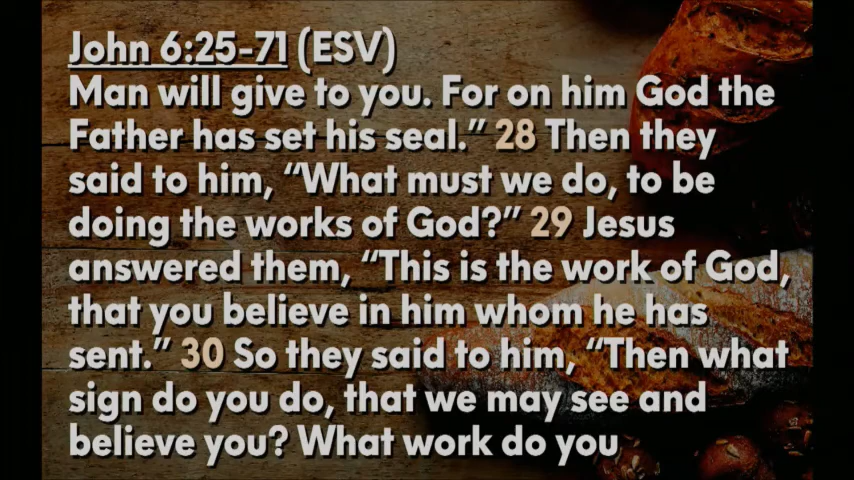 John 6:25-71 (ESV)
Man will give to you. For on him God the
Father has set his seal.” 28 Then they
said to him, “What must we do, to be
doing the works of God?” 29 Jesus
answered them, “This is the work of God,
that you believe in him whom he has
sent.” 30 So they said to him, “Then what
sign do you do, that we may see and
believe you? What work do you